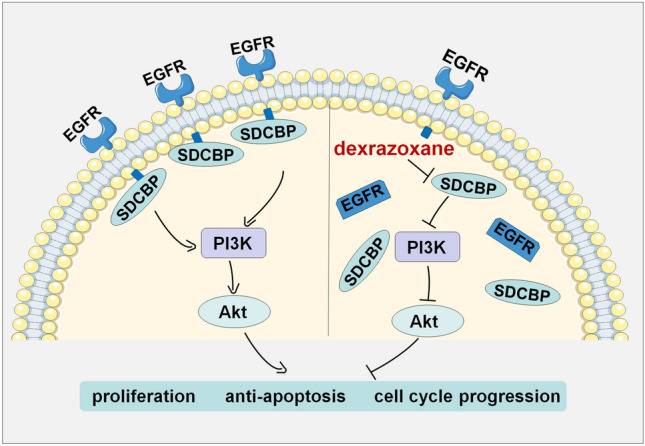 EGFR
EGFR
EGFR
EGFR
SDCBP
SDCBP
SDCBP
PI3K
Akt
dexrazoxane
SDCBP
EGFR
EGFR
SDCBP
PI3K
SDCBP
Akt
proliferation anti-apoptosis cell cycle progression